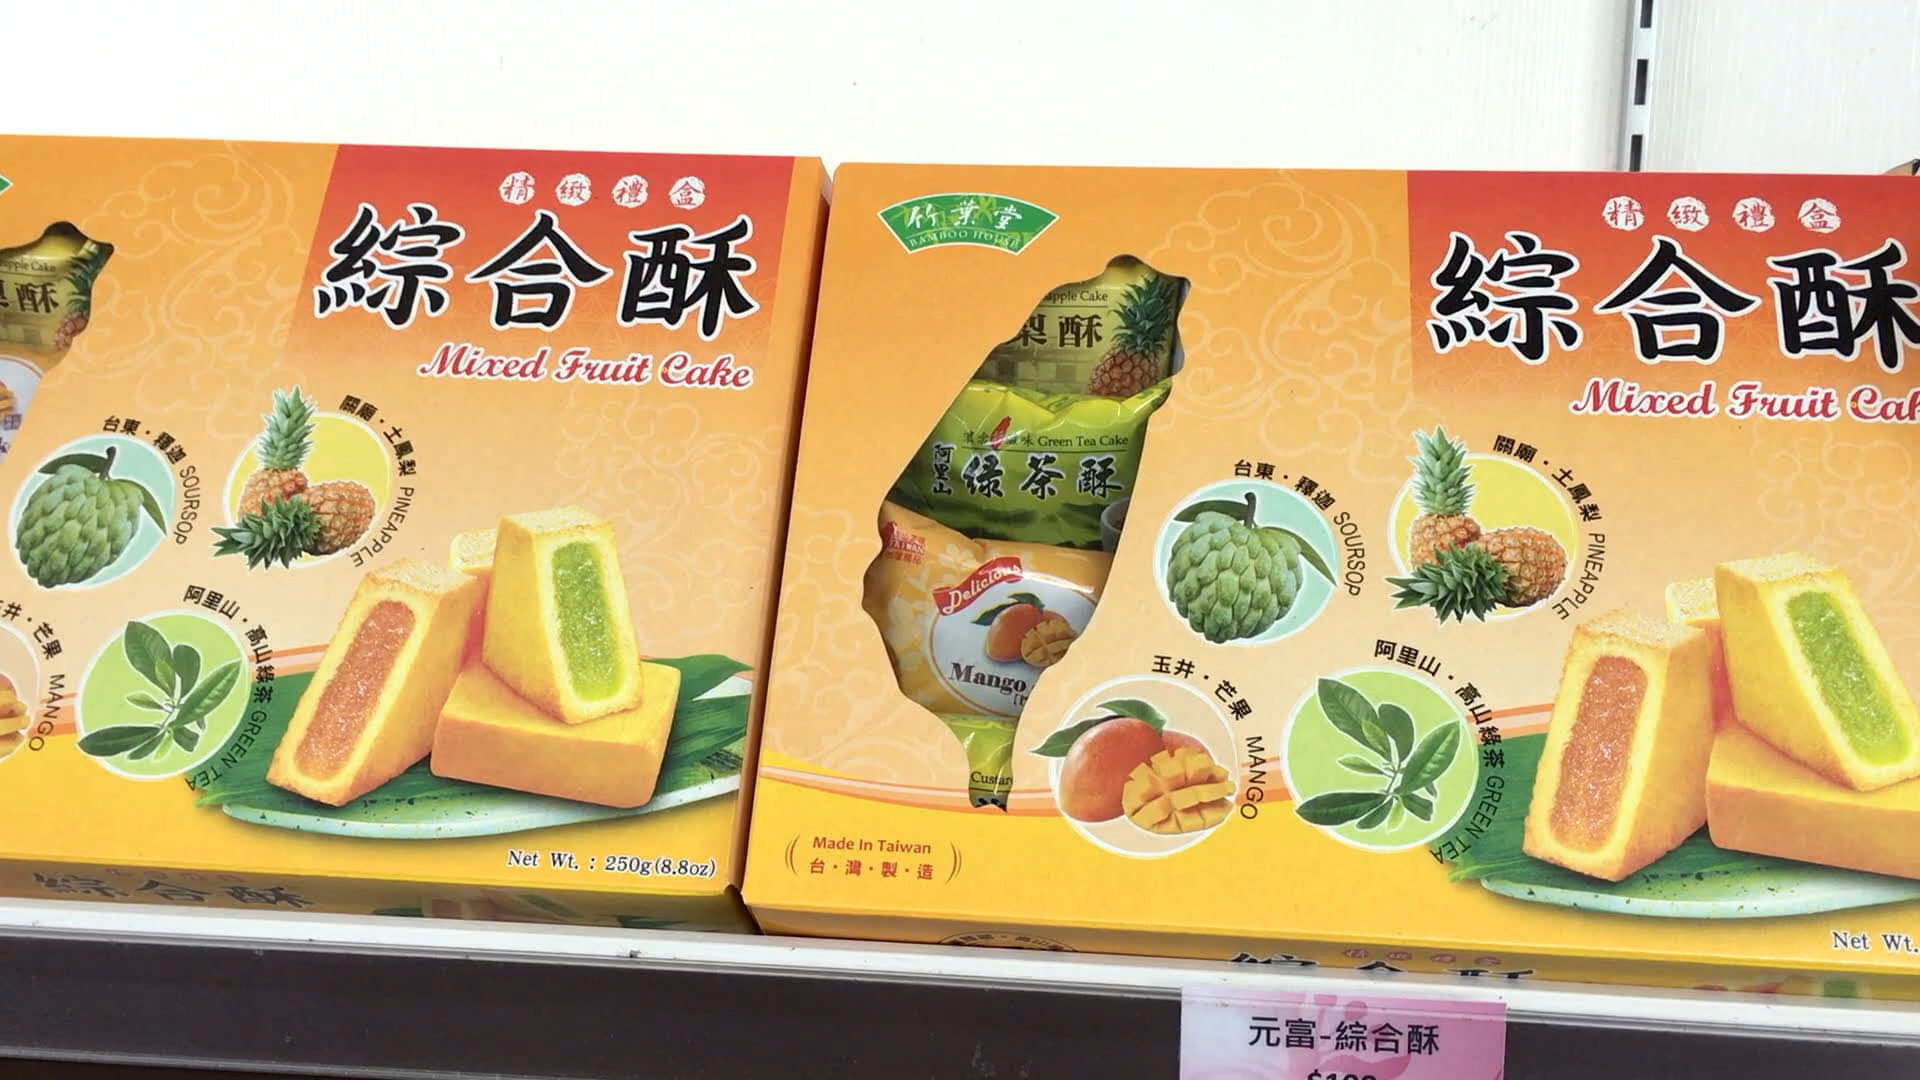 精緻禮盒
綜合酥
Mixed Fruit Cake
台東・釋迦 SOURSOP
關廟・土鳳梨 PINEAPPLE
芒果 MANGO
阿里山・高山綠茶 GREEN TEA
Net Wt. : 250g(8.8oz)
綜合酥
竹葉堂
BAMBOO HOUSE
精緻禮盒
綜合酥
Mixed Fruit
apple Cake
梨酥
Green Tea Cake
阿里山
绿茶酥
Delicious
Mango
台東・釋迦 SOURSOP
關廟・土鳳梨 PINEAPPLE
玉井・芒果 MANGO
阿里山・高山綠茶 GREEN TEA
Made In Taiwan
台・灣・製・造
Net Wt.
元富-綜合酥